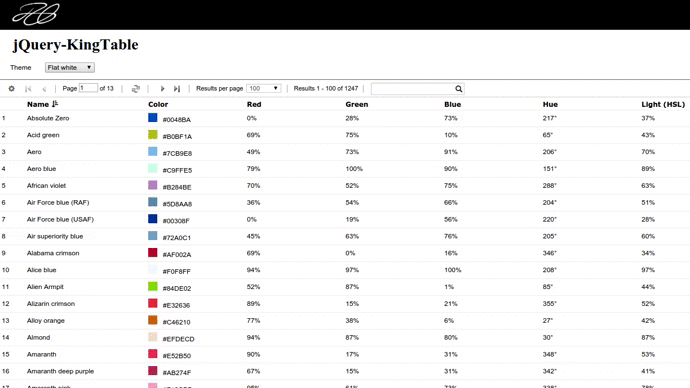 jQuery-KingTable
Theme Flat white
Page 1 of 13 Results per page 100 Results 1 - 100 of 1247
Name Color Red Green Blue Hue Light (HSL)
1 Absolute Zero #0048BA 0% 28% 73% 217° 37%
2 Acid green #B0BF1A 69% 75% 10% 65° 43%
3 Aero #7CB9E8 49% 73% 91% 206° 70%
4 Aero blue #C9FFE5 79% 100% 90% 151° 89%
5 African violet #B284BE 70% 52% 75% 288° 63%
6 Air Force blue (RAF) #5D8AA8 36% 54% 66% 204° 51%
7 Air Force blue (USAF) #00308F 0% 19% 56% 220° 28%
8 Air superiority blue #72A0C1 45% 63% 76% 205° 60%
9 Alabama crimson #AF002A 69% 0% 16% 346° 34%
10 Alice blue #F0F8FF 94% 97% 100% 208° 97%
11 Alien Armpit #84DE02 52% 87% 1% 85° 44%
12 Alizarin crimson #E32636 89% 15% 21% 355° 52%
13 Alloy orange #C46210 77% 38% 6% 27° 42%
14 Almond #EFDECD 94% 87% 80% 30° 87%
15 Amaranth #E52B50 90% 17% 31% 348° 53%
16 Amaranth deep purple #AB274F 67% 15% 31% 342° 41%